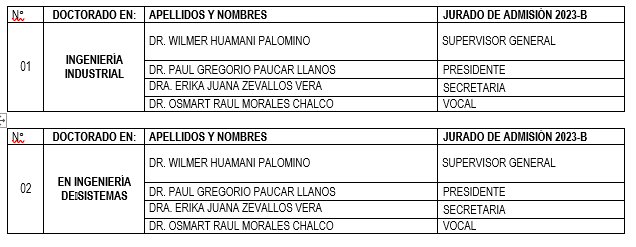 N° DOCTORADO EN: APELLIDOS Y NOMBRES JURADO DE ADMISIÓN 2023-B
01 INGENIERÍA INDUSTRIAL DR. WILMER HUAMANI PALOMINO SUPERVISOR GENERAL
DR. PAUL GREGORIO PAUCAR LLANOS PRESIDENTE
DRA. ERIKA JUANA ZEVALLOS VERA SECRETARIA
DR. OSMART RAUL MORALES CHALCO VOCAL
N° DOCTORADO EN: APELLIDOS Y NOMBRES JURADO DE ADMISIÓN 2023-B
02 EN INGENIERÍA DE SISTEMAS DR. WILMER HUAMANI PALOMINO SUPERVISOR GENERAL
DR. PAUL GREGORIO PAUCAR LLANOS PRESIDENTE
DRA. ERIKA JUANA ZEVALLOS VERA SECRETARIA
DR. OSMART RAUL MORALES CHALCO VOCAL